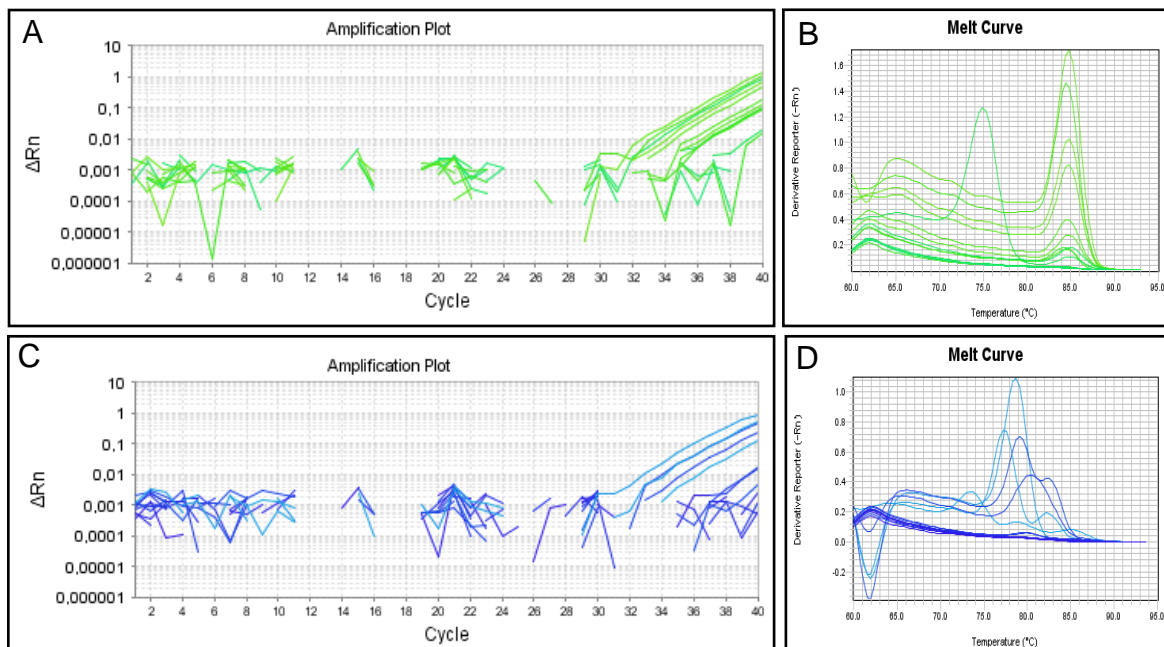 A
Amplification Plot
10
1
0,1
0,01
0,001
0,0001
0,000001
ΔRn
2 4 6 8 10 12 14 16 18 20 22 24 26 28 30 32 34 36 38 40
Cycle
B
Melt Curve
1.6
1.4
1.2
1.0
0.8
0.6
0.4
0.2
Derivative Reporter (-Rn')
60.0 65.0 70.0 75.0 80.0 85.0 90.0 95.0
Temperature (°C)
C
Amplification Plot
10
1
0,1
0,01
0,001
0,0001
0,000001
ΔRn
2 4 6 8 10 12 14 16 18 20 22 24 26 28 30 32 34 36 38 40
Cycle
D
Melt Curve
1.0
0.8
0.6
0.4
0.2
0.0
-0.2
Derivative Reporter (-Rn')
60.0 65.0 70.0 75.0 80.0 85.0 90.0 95.0
Temperature (°C)